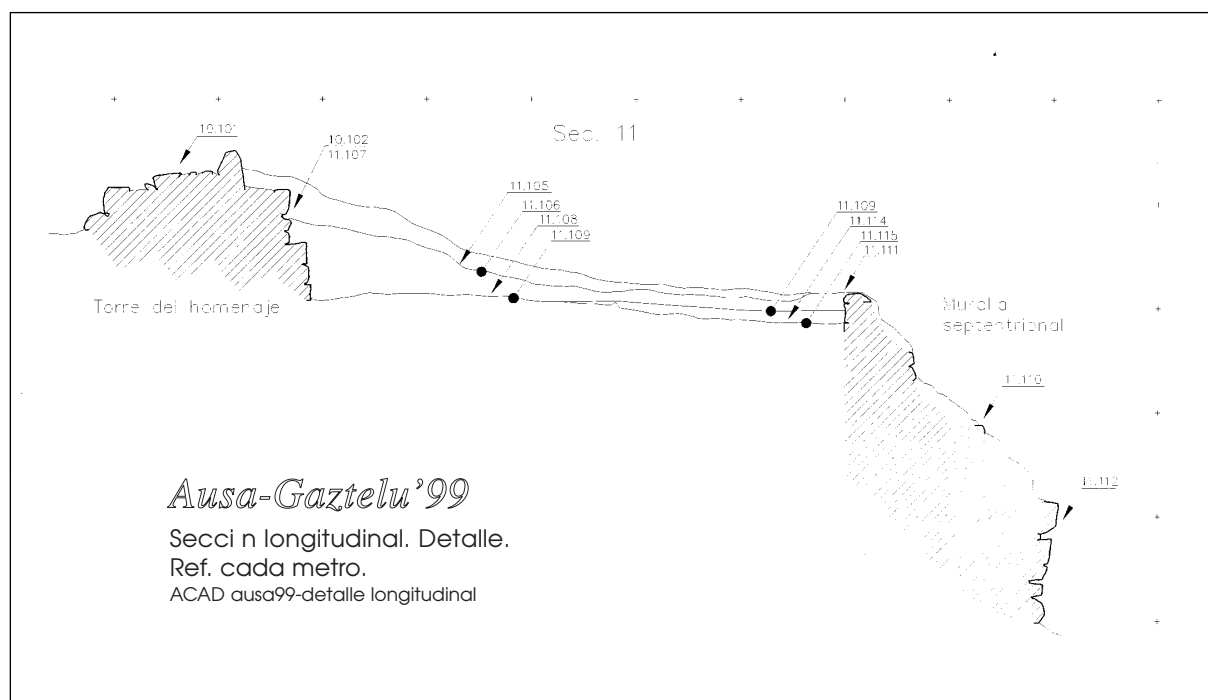 Sec. 11
10.101
10.102
11.107
11.105
11.106
11.108
11.109
11.109
11.114
11.115
11.111
Torre del homenaje
Muralla
septentrional
11.110
11.112
Ausa-Gaztelu’99
Secci n longitudinal. Detalle.
Ref. cada metro.
ACAD ausa99-detalle longitudinal